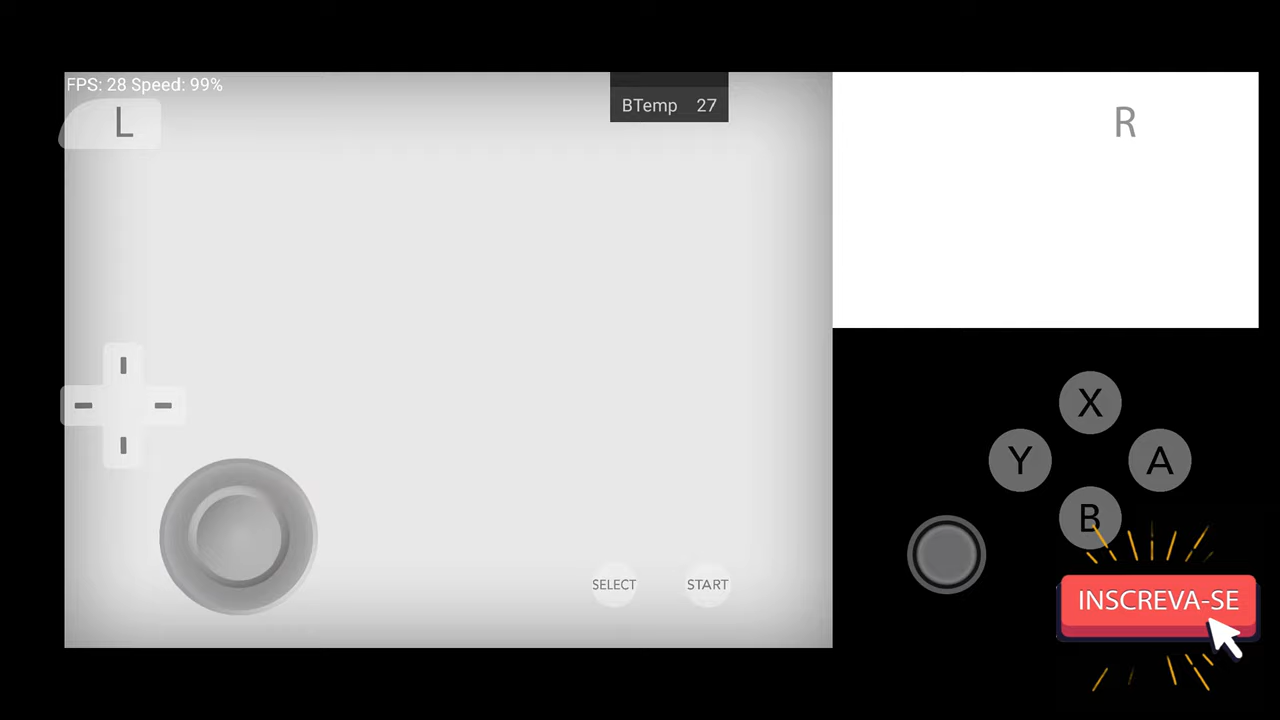 FPS: 28 Speed: 99%
BTemp 27
L
R
X
Y
A
B
SELECT
START
INSCREVA-SE